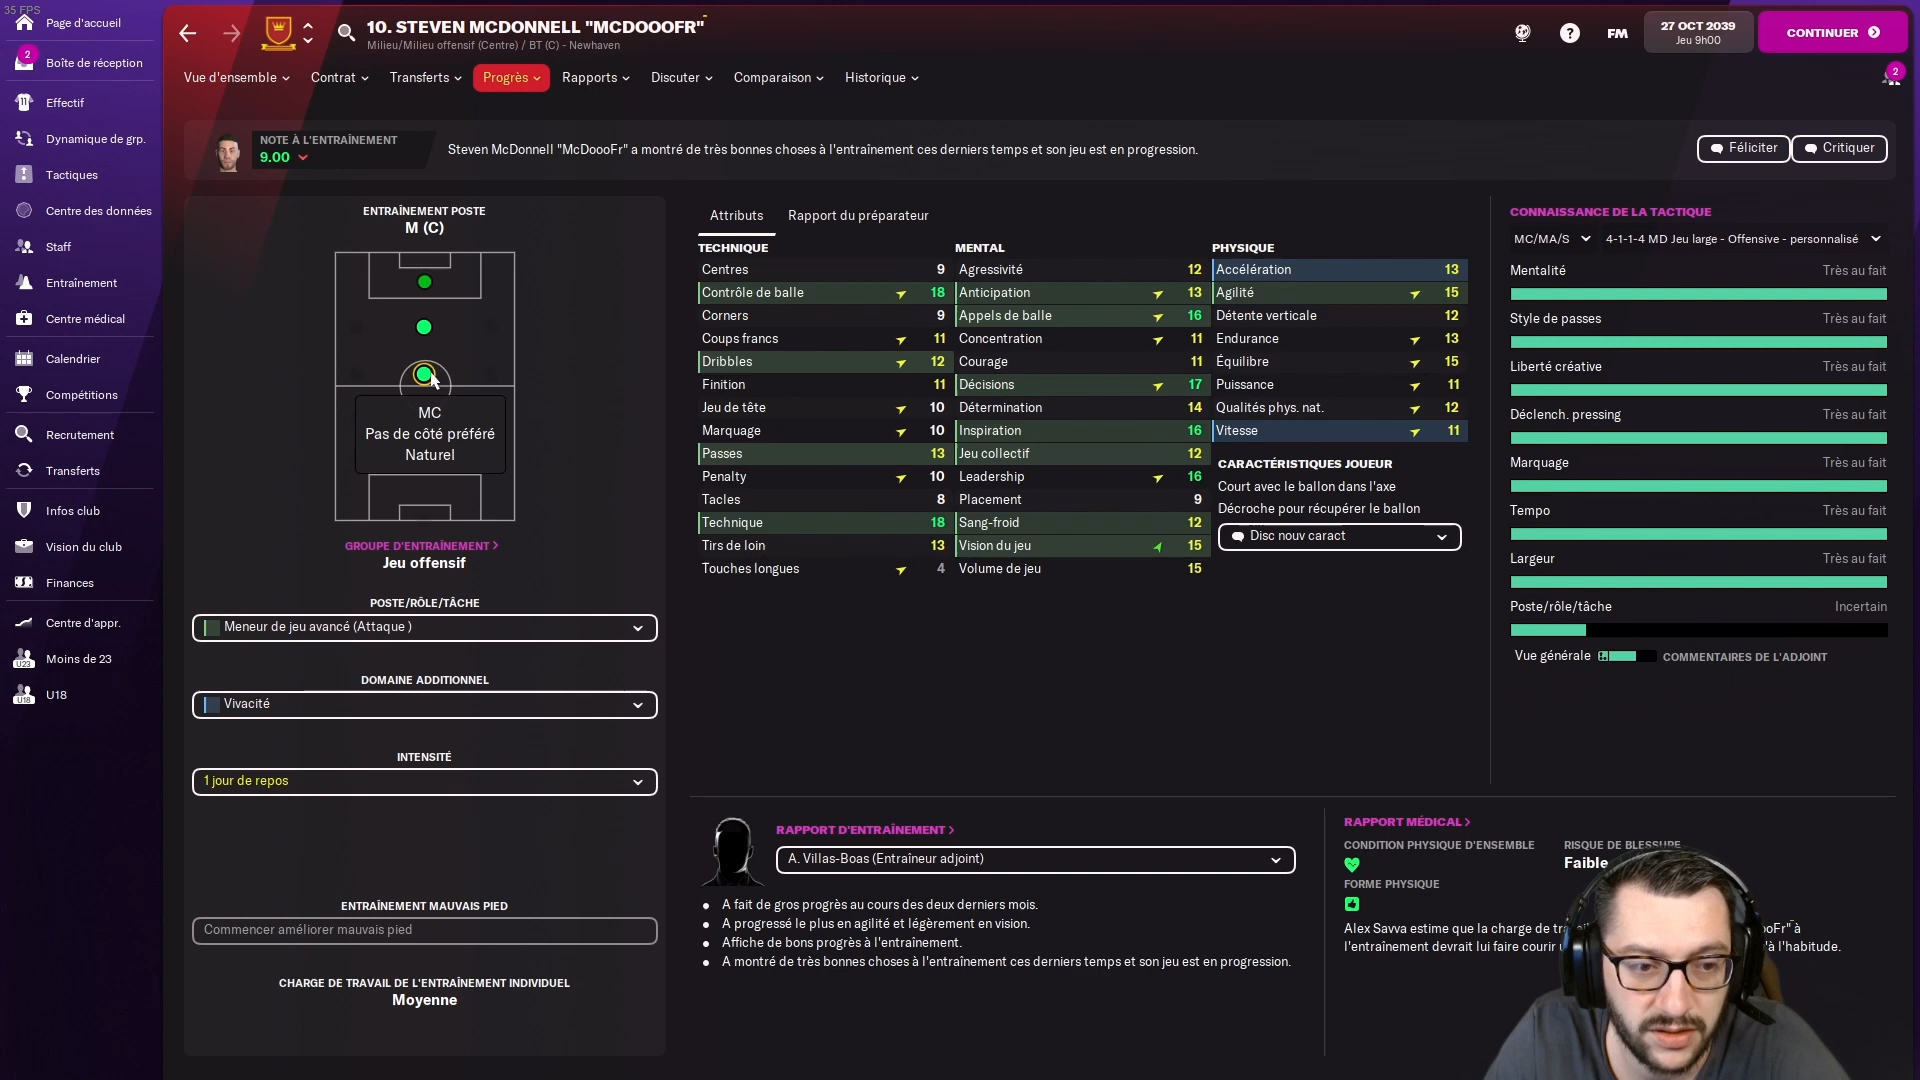 35 FPS
Page d'accueil
2
Boîte de réception
Effectif
Dynamique de grp.
Tactiques
Centre des données
Staff
Entraînement
Centre médical
Calendrier
Compétitions
Recrutement
Transferts
Infos club
Vision du club
Finances
Centre d'appr.
U23
Moins de 23
U18
U18
10. STEVEN MCDONNELL "MCDOOOFR"
Milieu/Milieu offensif (Centre) / BT (C) - Newhaven
?
FM
27 OCT 2039
Jeu 9h00
CONTINUER
Vue d'ensemble
Contrat
Transferts
Progrès
Rapports
Discuter
Comparaison
Historique
2
NOTE À L'ENTRAÎNEMENT
9.00
Steven McDonnell "McDoooFr" a montré de très bonnes choses à l'entraînement ces derniers temps et son jeu est en progression.
Féliciter
Critiquer
ENTRAÎNEMENT POSTE
M (C)
MC
Pas de côté préféré
Naturel
GROUPE D'ENTRAÎNEMENT >
Jeu offensif
POSTE/RÔLE/TÂCHE
Meneur de jeu avancé (Attaque )
DOMAINE ADDITIONNEL
Vivacité
INTENSITÉ
1 jour de repos
ENTRAÎNEMENT MAUVAIS PIED
Commencer améliorer mauvais pied
CHARGE DE TRAVAIL DE L'ENTRAÎNEMENT INDIVIDUEL
Moyenne
Attributs
Rapport du préparateur
TECHNIQUE
Centres 9
Contrôle de balle 18
Corners 9
Coups francs 11
Dribbles 12
Finition 11
Jeu de tête 10
Marquage 10
Passes 13
Penalty 10
Tacles 8
Technique 18
Tirs de loin 13
Touches longues 4
MENTAL
Agressivité 12
Anticipation 13
Appels de balle 16
Concentration 11
Courage 11
Décisions 17
Détermination 14
Inspiration 16
Jeu collectif 12
Leadership 16
Placement 9
Sang-froid 12
Vision du jeu 15
Volume de jeu 15
PHYSIQUE
Accélération 13
Agilité 15
Détente verticale 12
Endurance 13
Équilibre 15
Puissance 11
Qualités phys. nat. 12
Vitesse 11
CARACTÉRISTIQUES JOUEUR
Court avec le ballon dans l'axe
Décroche pour récupérer le ballon
Disc nouv caract
CONNAISSANCE DE LA TACTIQUE
MC/MA/S
4-1-1-4 MD Jeu large - Offensive - personnalisé
Mentalité Très au fait
Style de passes Très au fait
Liberté créative Très au fait
Déclench. pressing Très au fait
Marquage Très au fait
Tempo Très au fait
Largeur Très au fait
Poste/rôle/tâche Incertain
Vue générale
COMMENTAIRES DE L'ADJOINT
RAPPORT D'ENTRAÎNEMENT >
A. Villas-Boas (Entraîneur adjoint)
A fait de gros progrès au cours des deux derniers mois.
A progressé le plus en agilité et légèrement en vision.
Affiche de bons progrès à l'entraînement.
A montré de très bonnes choses à l'entraînement ces derniers temps et son jeu est en progression.
RAPPORT MÉDICAL >
CONDITION PHYSIQUE D'ENSEMBLE
RISQUE DE BLESSURE
Faible
FORME PHYSIQUE
Alex Savva estime que la charge de à
l'entraînement devrait lui faire courir à l'habitude.